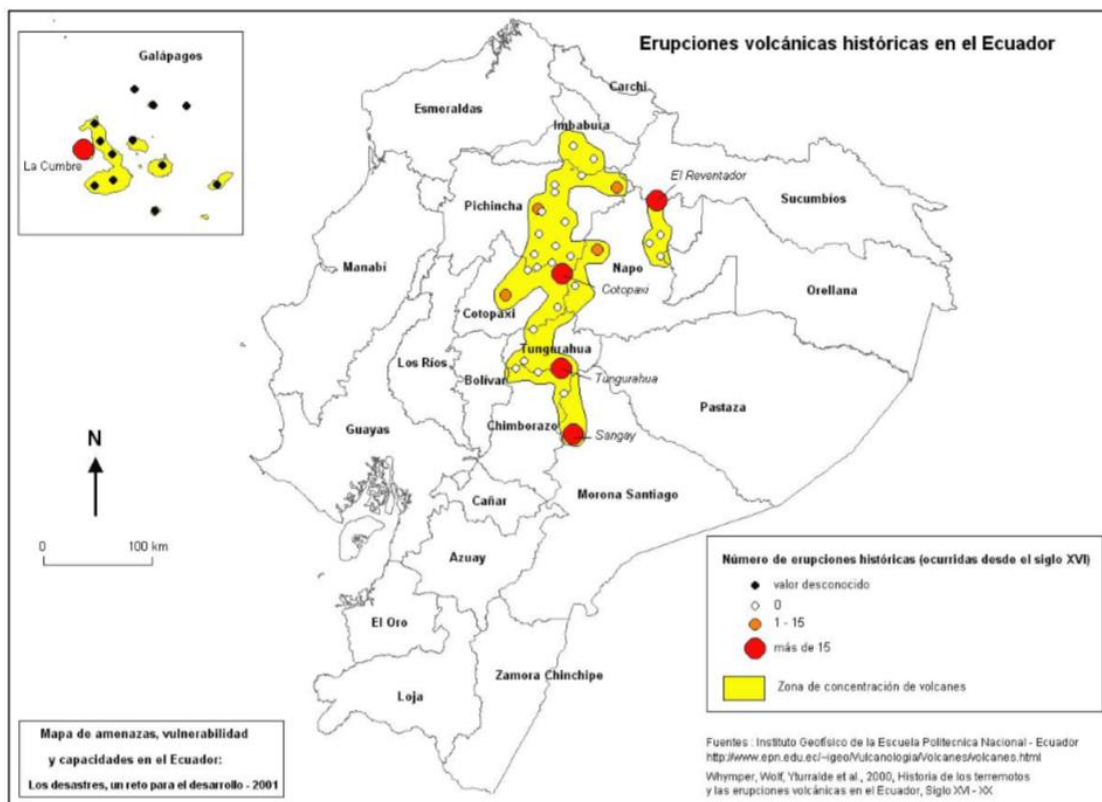 Erupciones volcánicas históricas en el Ecuador
Galápagos
La Cumbre
Carchi
Esmeraldas
Imbabura
El Reventador
Sucumbíos
Pichincha
Manabí
Napo
Orellana
Cotopaxi
Cotopaxi
Tungurahua
Los Ríos
Bolívar
Tungurahua
Pastaza
Chimborazo
Guayas
Sangay
N
Morona Santiago
Cañar
0 100 km
Azuay
El Oro
Zamora Chinchipe
Loja
Número de erupciones históricas (ocurridas desde el siglo XVI)
valor desconocido
0
1 - 15
más de 15
Zona de concentración de volcanes
Mapa de amenazas, vulnerabilidad
y capacidades en el Ecuador:
Los desastres, un reto para el desarrollo - 2001
Fuentes : Instituto Geofísico de la Escuela Politecnica Nacional - Ecuador
http://www.epn.edu.ec/~igeo/Vulcanologia/Volcanes/volcanes.html
Whymper, Wolf, Yturralde et al., 2000, Historia de los terremotos
y las erupciones volcánicas en el Ecuador, Siglo XVI - XX